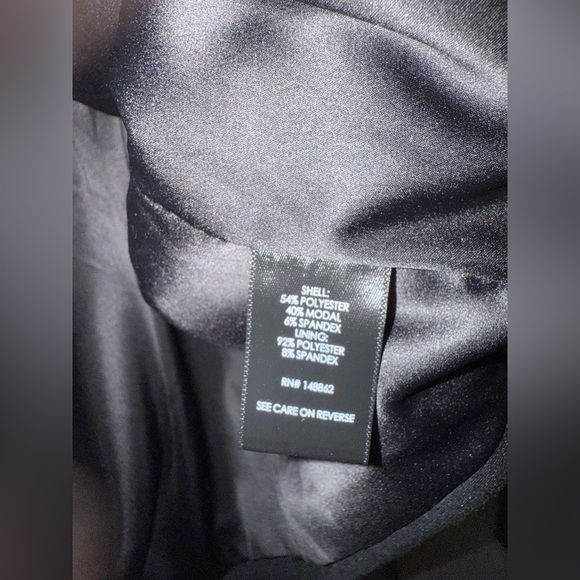 SHELL:
54% POLYESTER
40% MODAL
6% SPANDEX
LINING:
92% POLYESTER
8% SPANDEX
RN# 148862
SEE CARE ON REVERSE